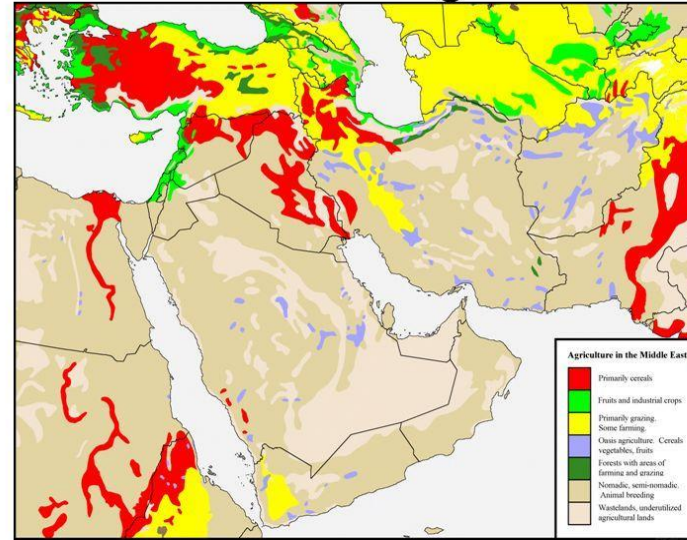 Agriculture in the Middle East
Primarily cereals
Fruits and industrial crops
Primarily grazing.
Some farming.
Oasis agriculture. Cereals
vegetables, fruits
Forests with areas of
farming and grazing
Nomadic, semi-nomadic.
Animal breeding
Wastelands, underutilized
agricultural lands